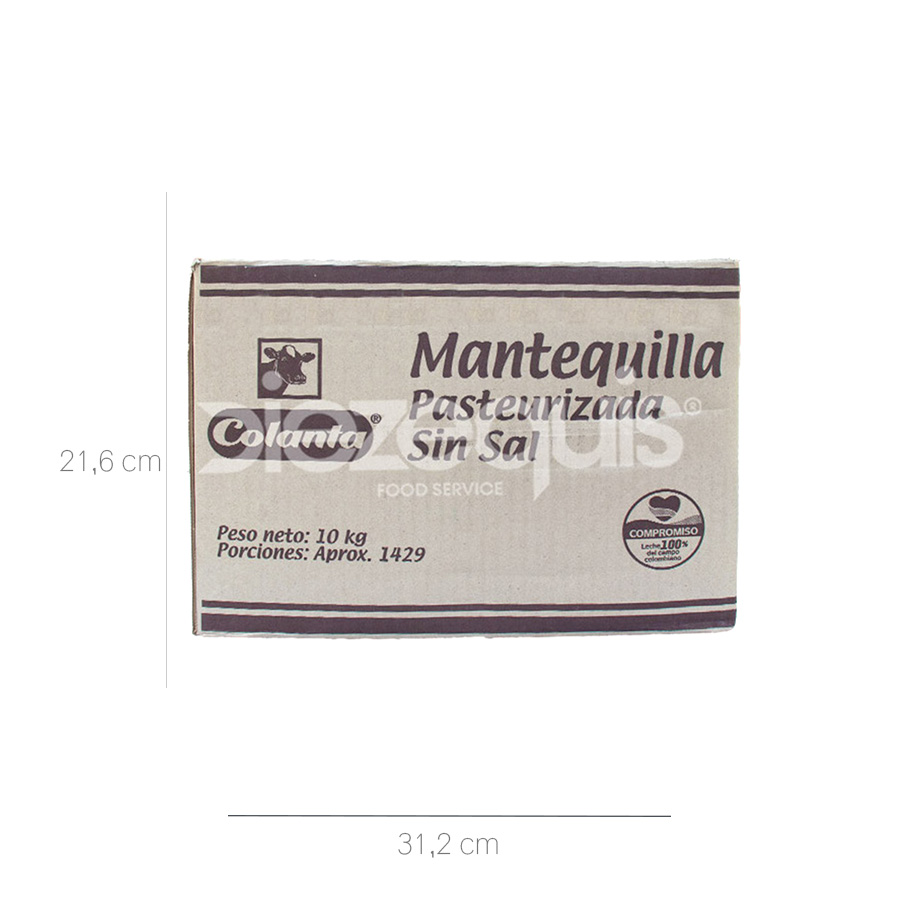 Mantequilla
Pasteurizada
Sin Sal
Colanta®
diezequis®
FOOD SERVICE
Peso neto: 10 kg
Porciones: Aprox. 1429
COMPROMISO
Leche 100%
del campo
colombiano
21,6 cm
31,2 cm